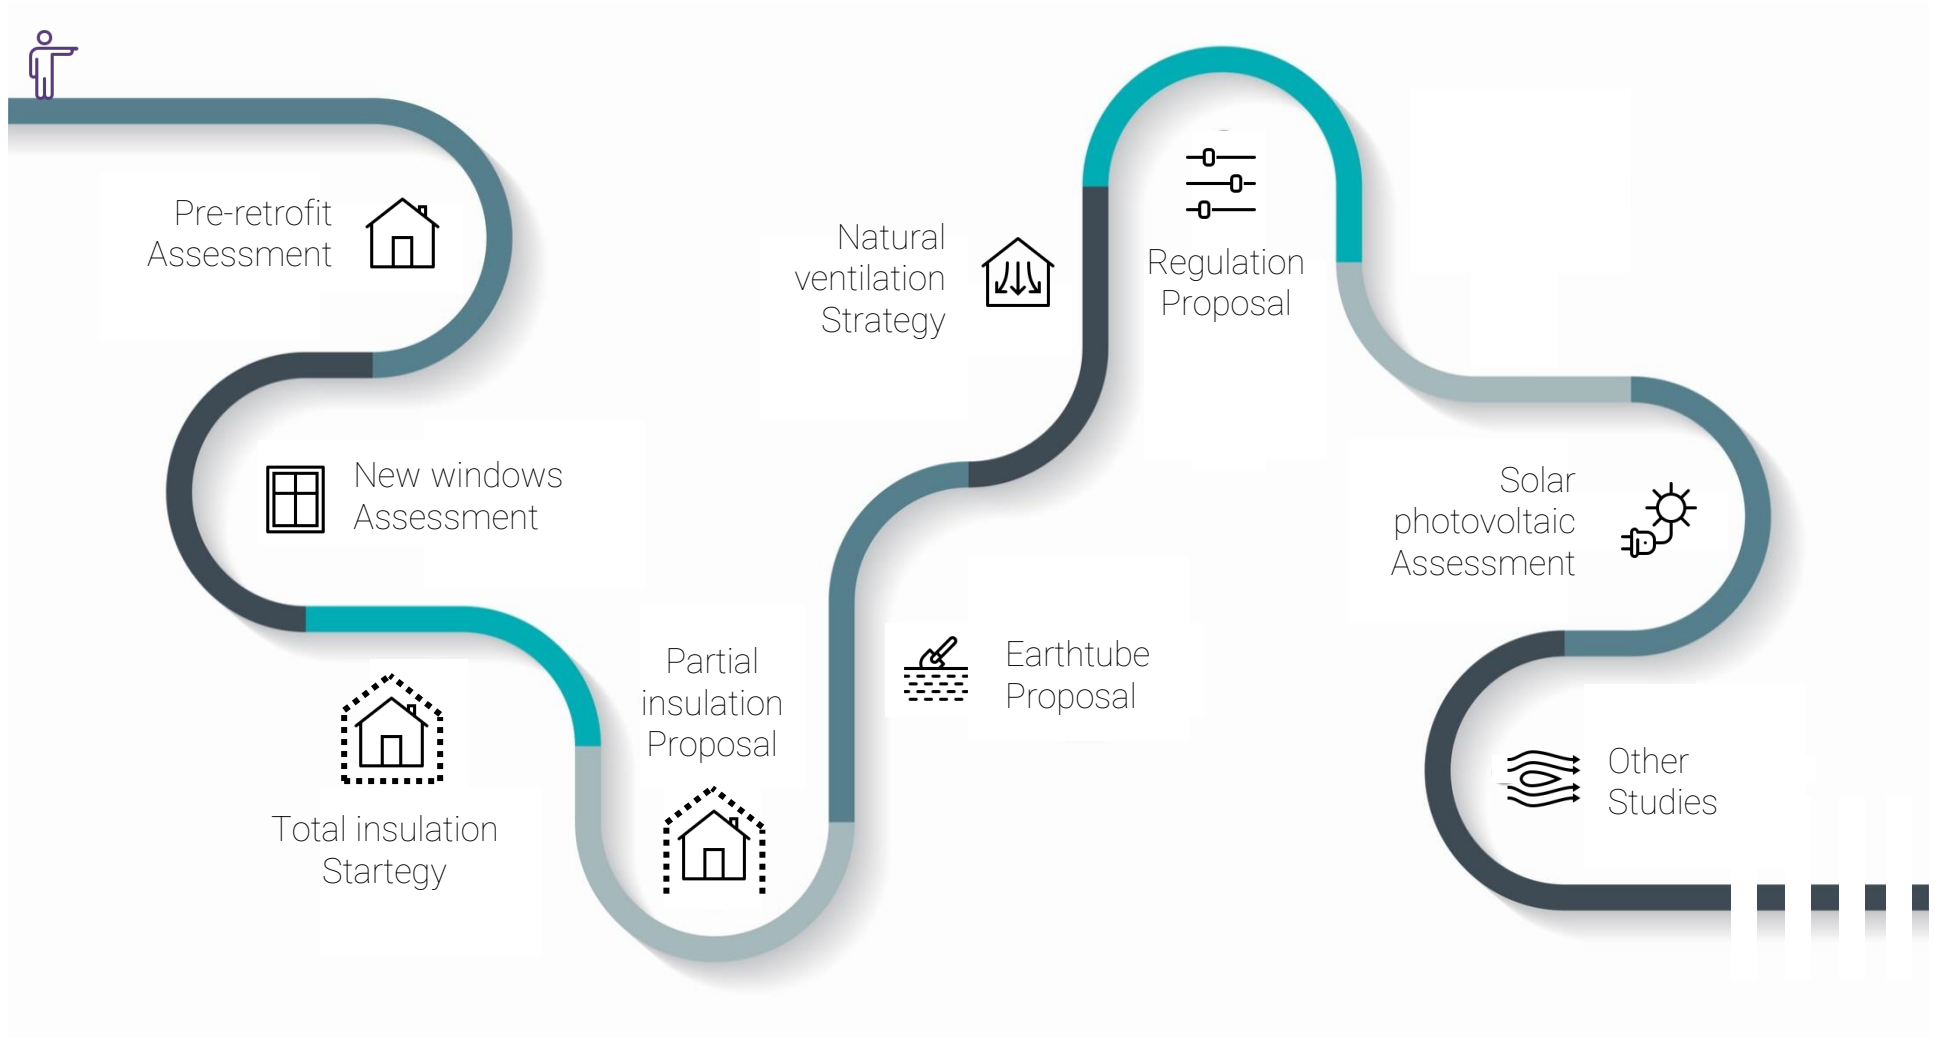 Pre-retrofit
Assessment
New windows
Assessment
Total insulation
Startegy
Partial
insulation
Proposal
Earthtube
Proposal
Natural
ventilation
Strategy
Regulation
Proposal
Solar
photovoltaic
Assessment
Other
Studies